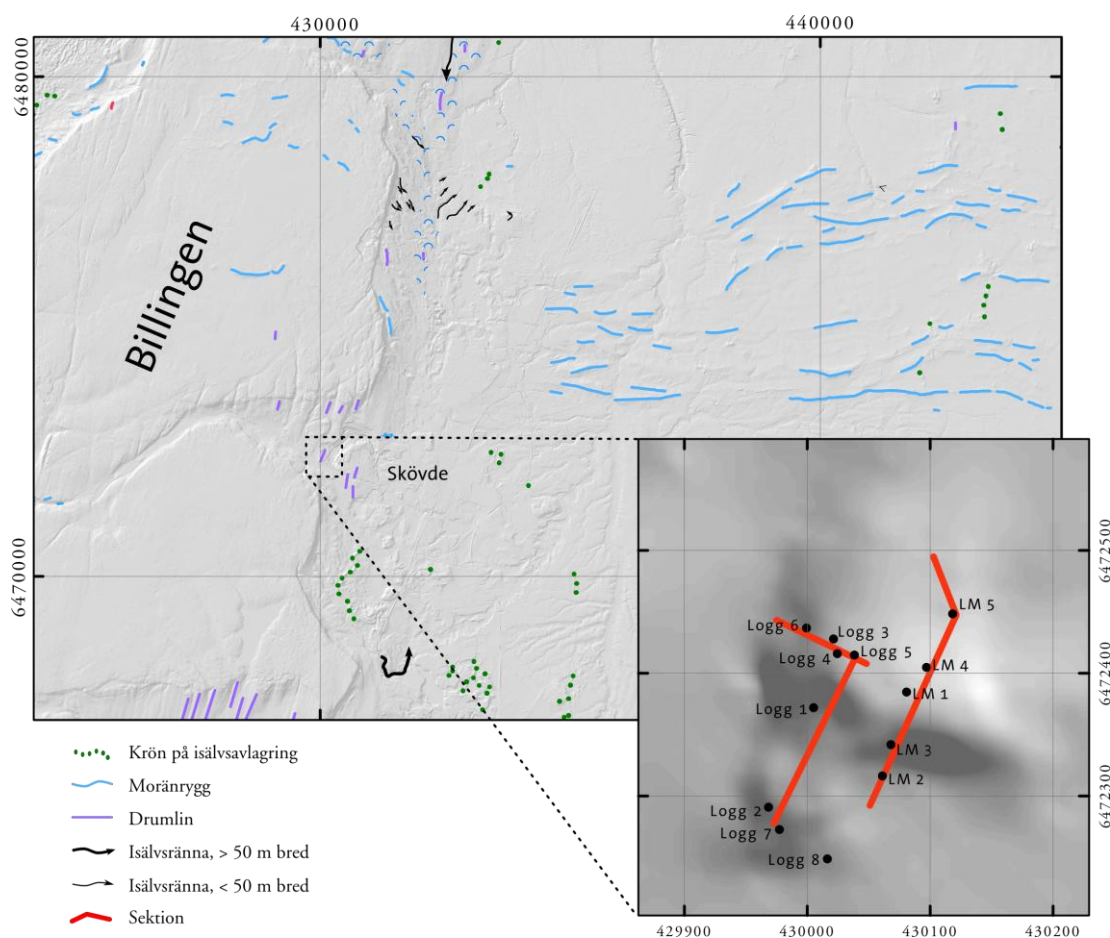 430000
440000
6480000
Billingen
Skövde
6470000
6472500
LM 5
Logg 6
Logg 3
Logg 4
Logg 5
LM 4
6472400
LM 1
Logg 1
LM 3
LM 2
6472300
Logg 2
Logg 7
Logg 8
429900
430000
430100
430200
Krön på isälvsavlagring
Moränrygg
Drumlin
Isälvsränna, > 50 m bred
Isälvsränna, < 50 m bred
Sektion